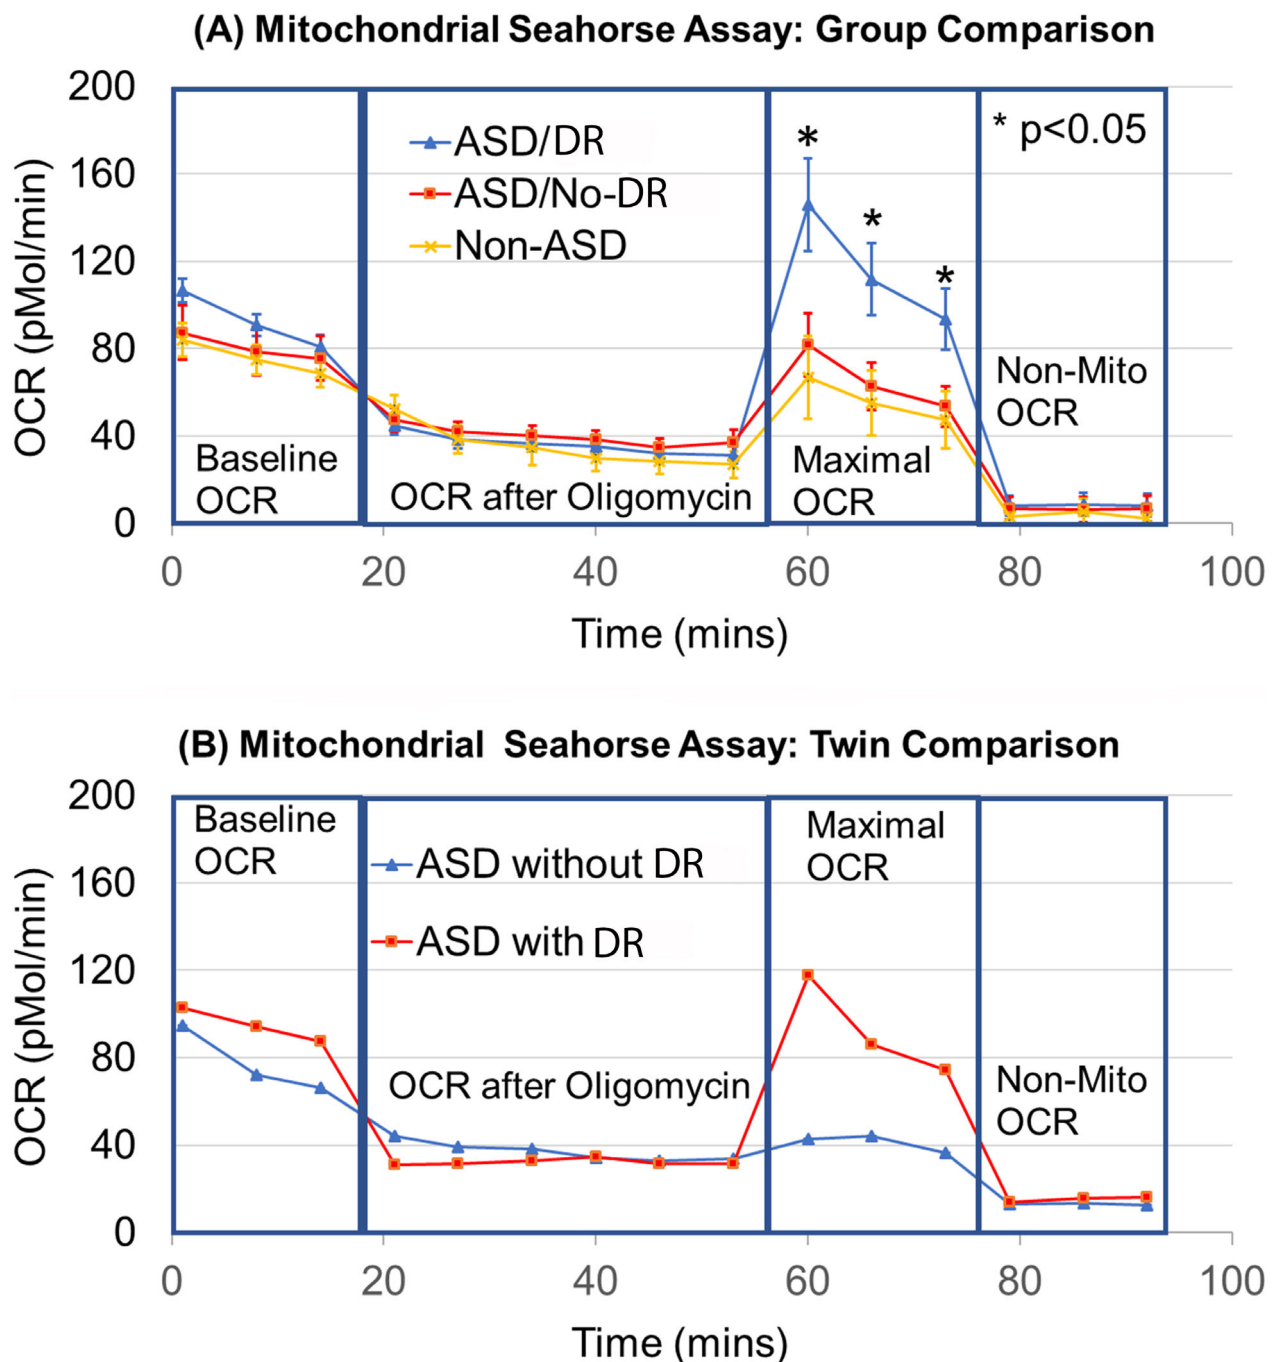 (A) Mitochondrial Seahorse Assay: Group Comparison
OCR (pMol/min)
200
160
120
80
40
0
ASD/DR
ASD/No-DR
Non-ASD
*
*
*
* p<0.05
Baseline
OCR
OCR after Oligomycin
Maximal
OCR
Non-Mito
OCR
0 20 40 60 80 100
Time (mins)
(B) Mitochondrial Seahorse Assay: Twin Comparison
OCR (pMol/min)
200
160
120
80
40
0
Baseline
OCR
ASD without DR
ASD with DR
OCR after Oligomycin
Maximal
OCR
Non-Mito
OCR
0 20 40 60 80 100
Time (mins)